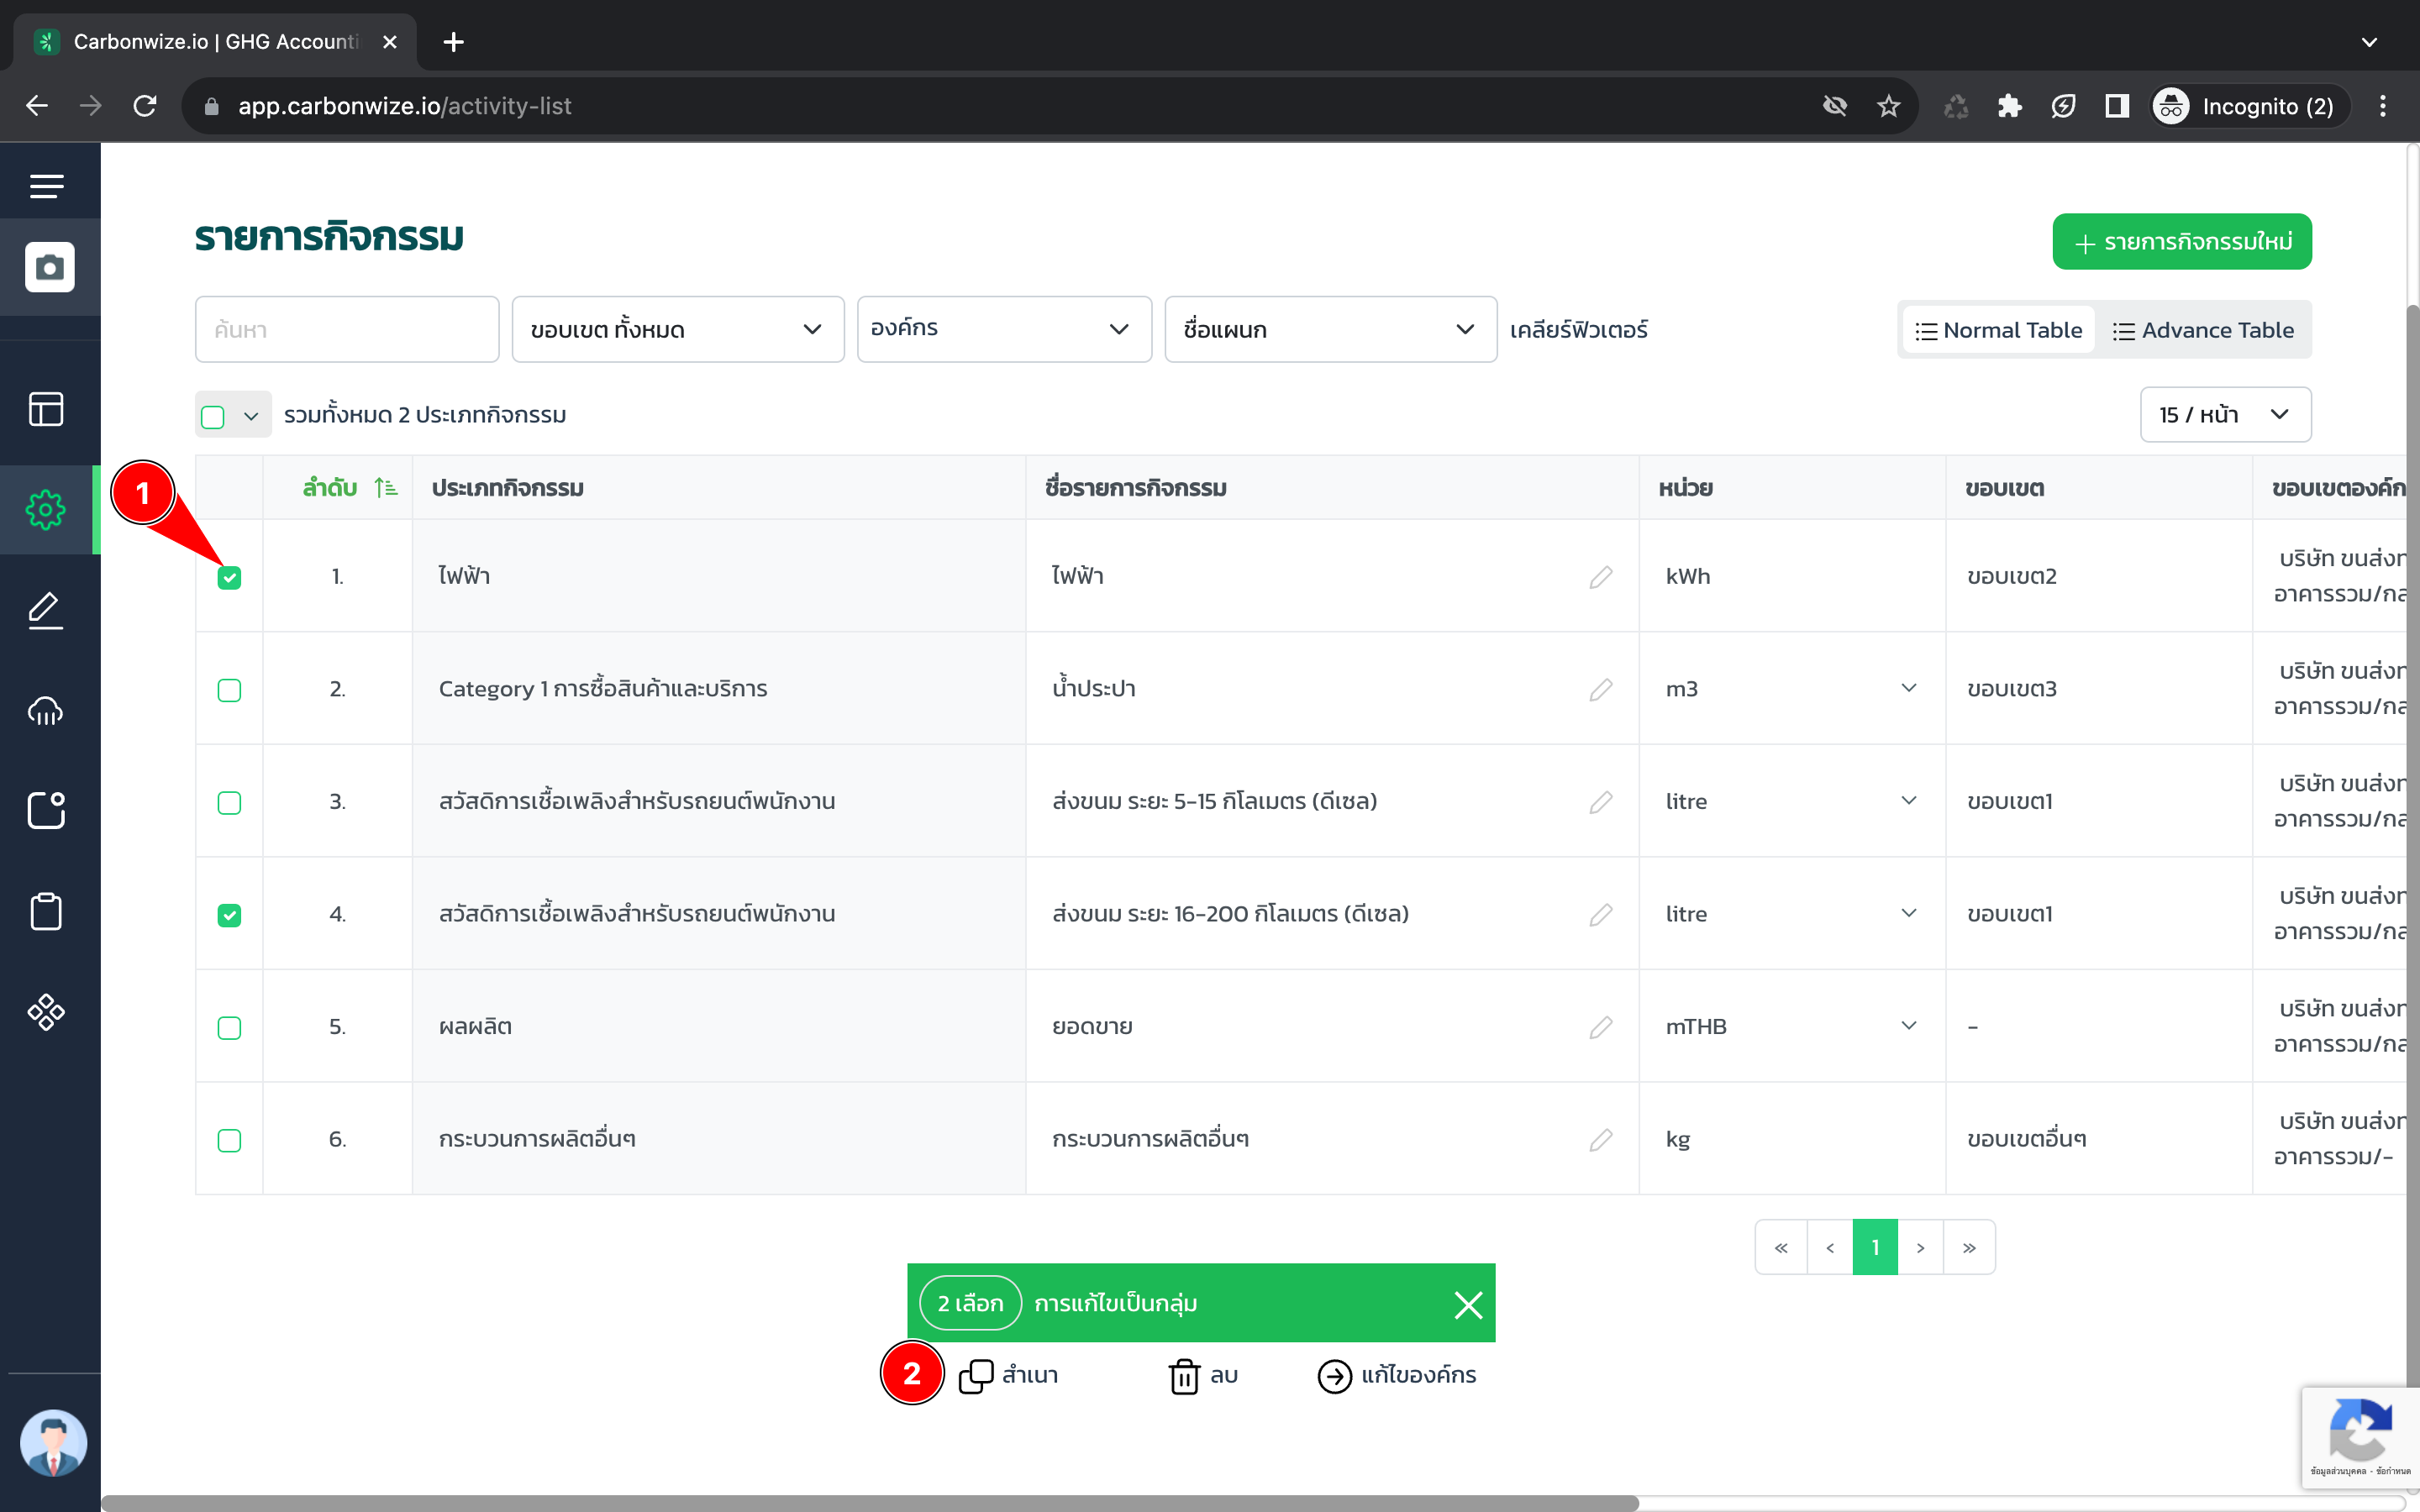 Carbonwize.io | GHG Accounti
app.carbonwize.io/activity-list
Incognito (2)
รายการกิจกรรม
รายการกิจกรรมใหม่
ค้นหา
ขอบเขต ทั้งหมด
องค์กร
ชื่อแผนก
เคลียร์ฟิวเตอร์
Normal Table
Advance Table
รวมทั้งหมด 2 ประเภทกิจกรรม
15 / หน้า
ลำดับ ประเภทกิจกรรม ชื่อรายการกิจกรรม หน่วย ขอบเขต ขอบเขตองค์ก
1
1. ไฟฟ้า ไฟฟ้า kWh ขอบเขต2 บริษัท ขนส่งท
อาคารรวม/กล
2. Category 1 การซื้อสินค้าและบริการ น้ำประปา m3 ขอบเขต3 บริษัท ขนส่งท
อาคารรวม/กล
3. สวัสดิการเชื้อเพลิงสำหรับรถยนต์พนักงาน ส่งขนม ระยะ 5-15 กิโลเมตร (ดีเซล) litre ขอบเขต1 บริษัท ขนส่งท
อาคารรวม/กล
4. สวัสดิการเชื้อเพลิงสำหรับรถยนต์พนักงาน ส่งขนม ระยะ 16-200 กิโลเมตร (ดีเซล) litre ขอบเขต1 บริษัท ขนส่งท
อาคารรวม/กล
5. ผลผลิต ยอดขาย mTHB - บริษัท ขนส่งท
อาคารรวม/กล
6. กระบวนการผลิตอื่นๆ กระบวนการผลิตอื่นๆ kg ขอบเขตอื่นๆ บริษัท ขนส่งท
อาคารรวม/-
« < 1 > »
2 เลือก การแก้ไขเป็นกลุ่ม
2 สำเนา ลบ แก้ไของค์กร
ข้อมูลส่วนบุคคล - ข้อกำหนด